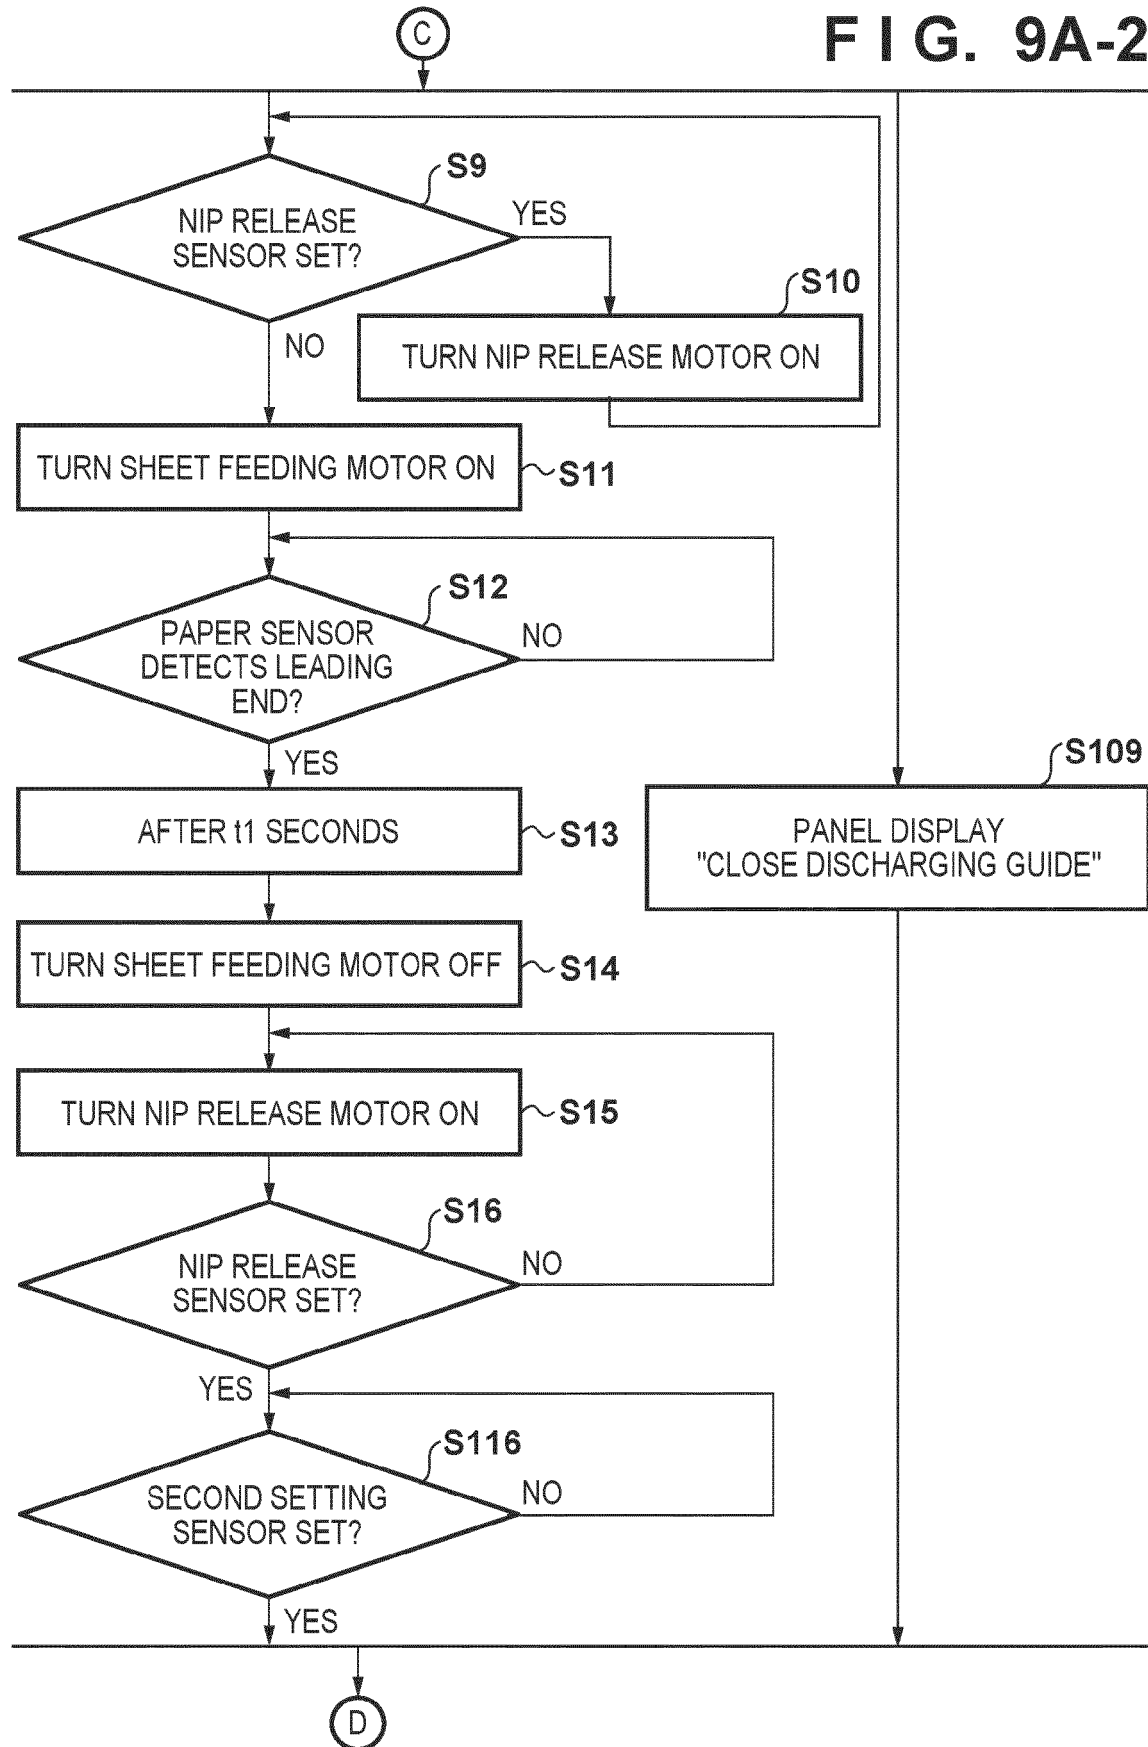 C
F I G. 9A-2
S9
NIP RELEASE
SENSOR SET?
YES
NO
S10
TURN NIP RELEASE MOTOR ON
TURN SHEET FEEDING MOTOR ON
S11
S12
PAPER SENSOR
DETECTS LEADING
END?
NO
YES
S109
PANEL DISPLAY
"CLOSE DISCHARGING GUIDE"
AFTER t1 SECONDS
S13
TURN SHEET FEEDING MOTOR OFF
S14
TURN NIP RELEASE MOTOR ON
S15
S16
NIP RELEASE
SENSOR SET?
NO
YES
S116
SECOND SETTING
SENSOR SET?
NO
YES
D